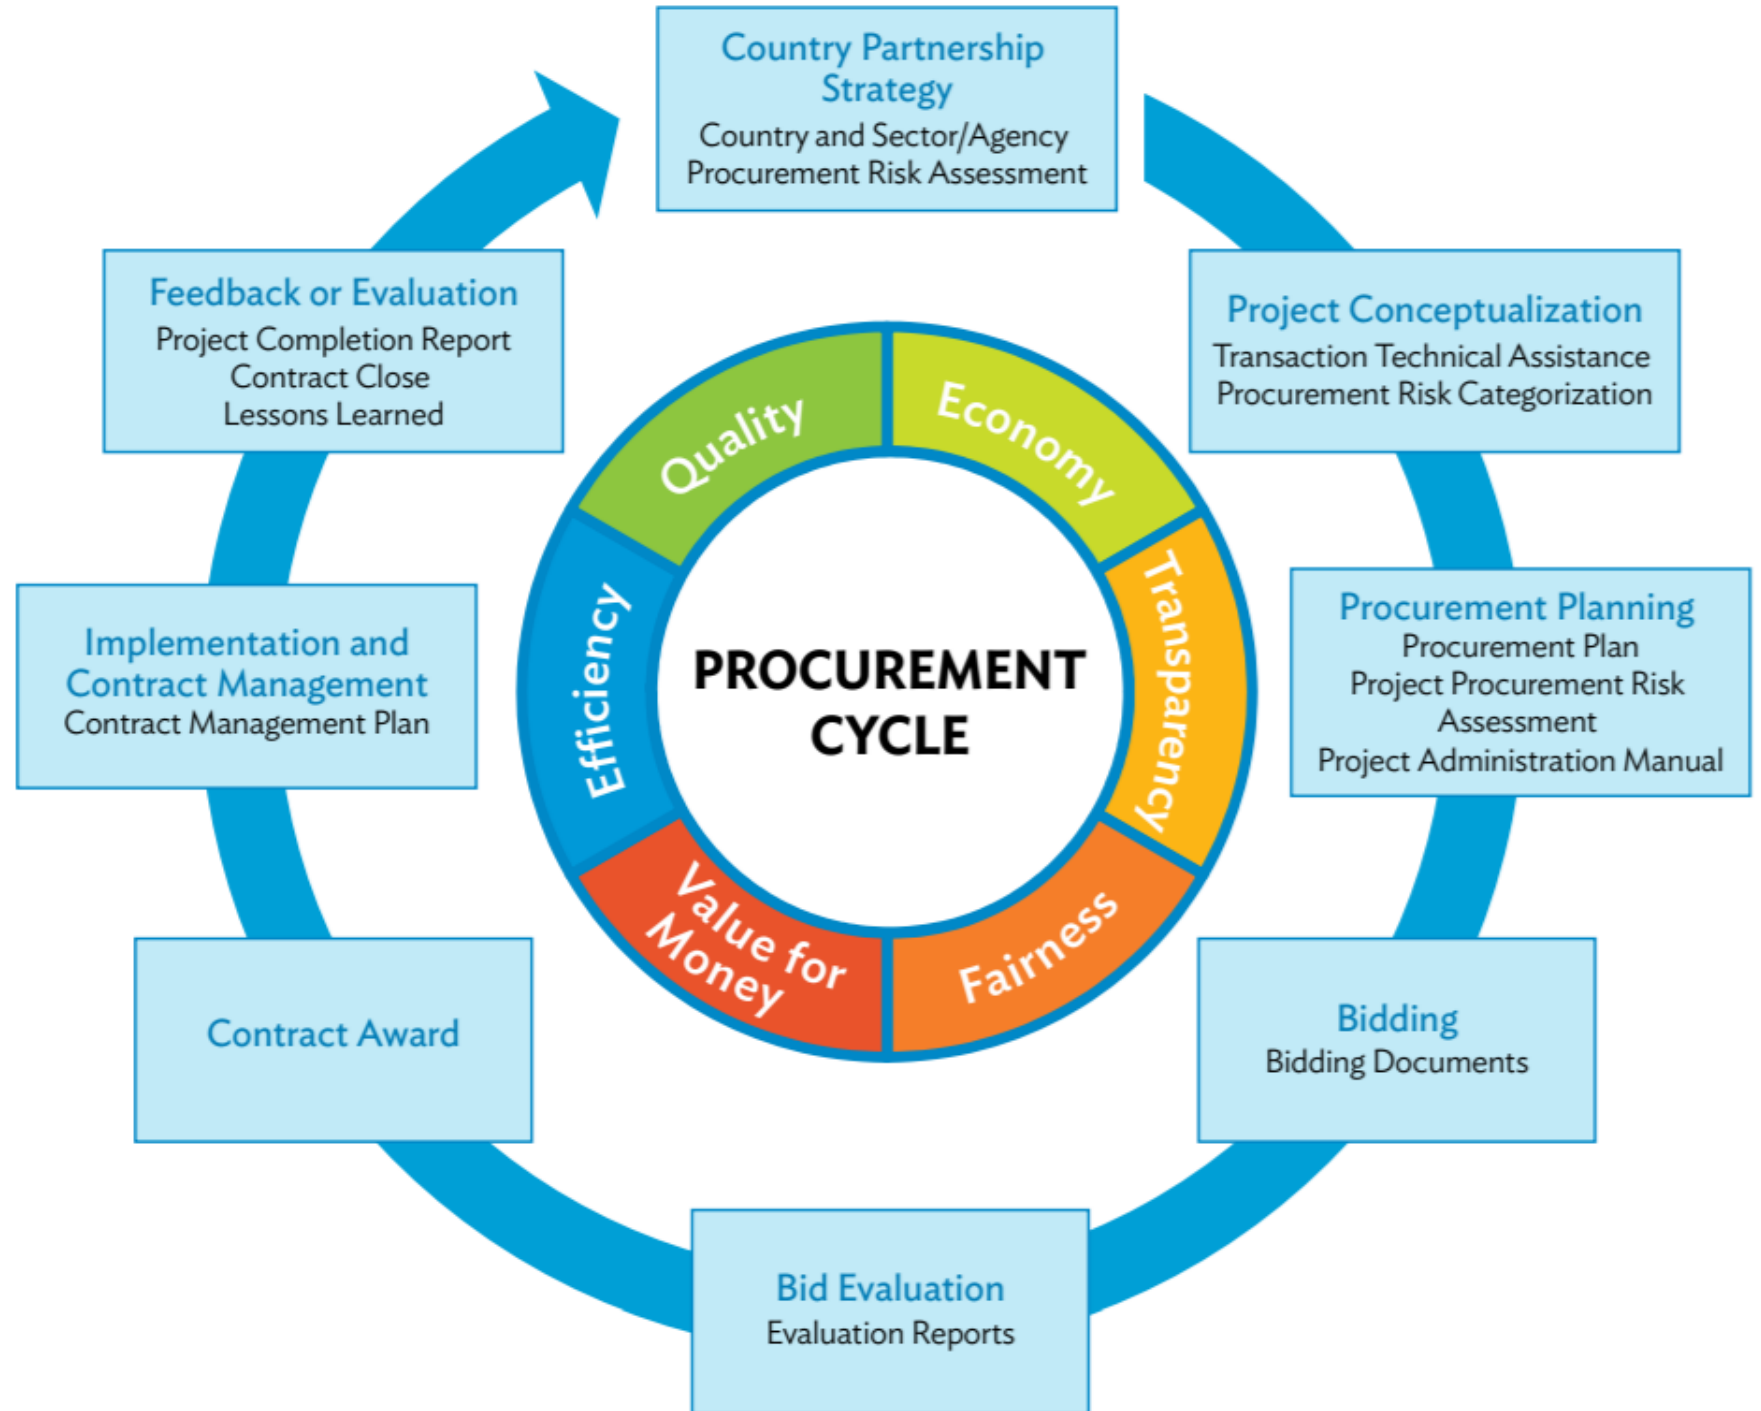 Country Partnership
Strategy
Country and Sector/Agency
Procurement Risk Assessment
Project Conceptualization
Transaction Technical Assistance
Procurement Risk Categorization
Procurement Planning
Procurement Plan
Project Procurement Risk
Assessment
Project Administration Manual
Bidding
Bidding Documents
Bid Evaluation
Evaluation Reports
Contract Award
Implementation and
Contract Management
Contract Management Plan
Feedback or Evaluation
Project Completion Report
Contract Close
Lessons Learned
Economy
Transparency
Fairness
Value for
Money
Efficiency
Quality
PROCUREMENT
CYCLE